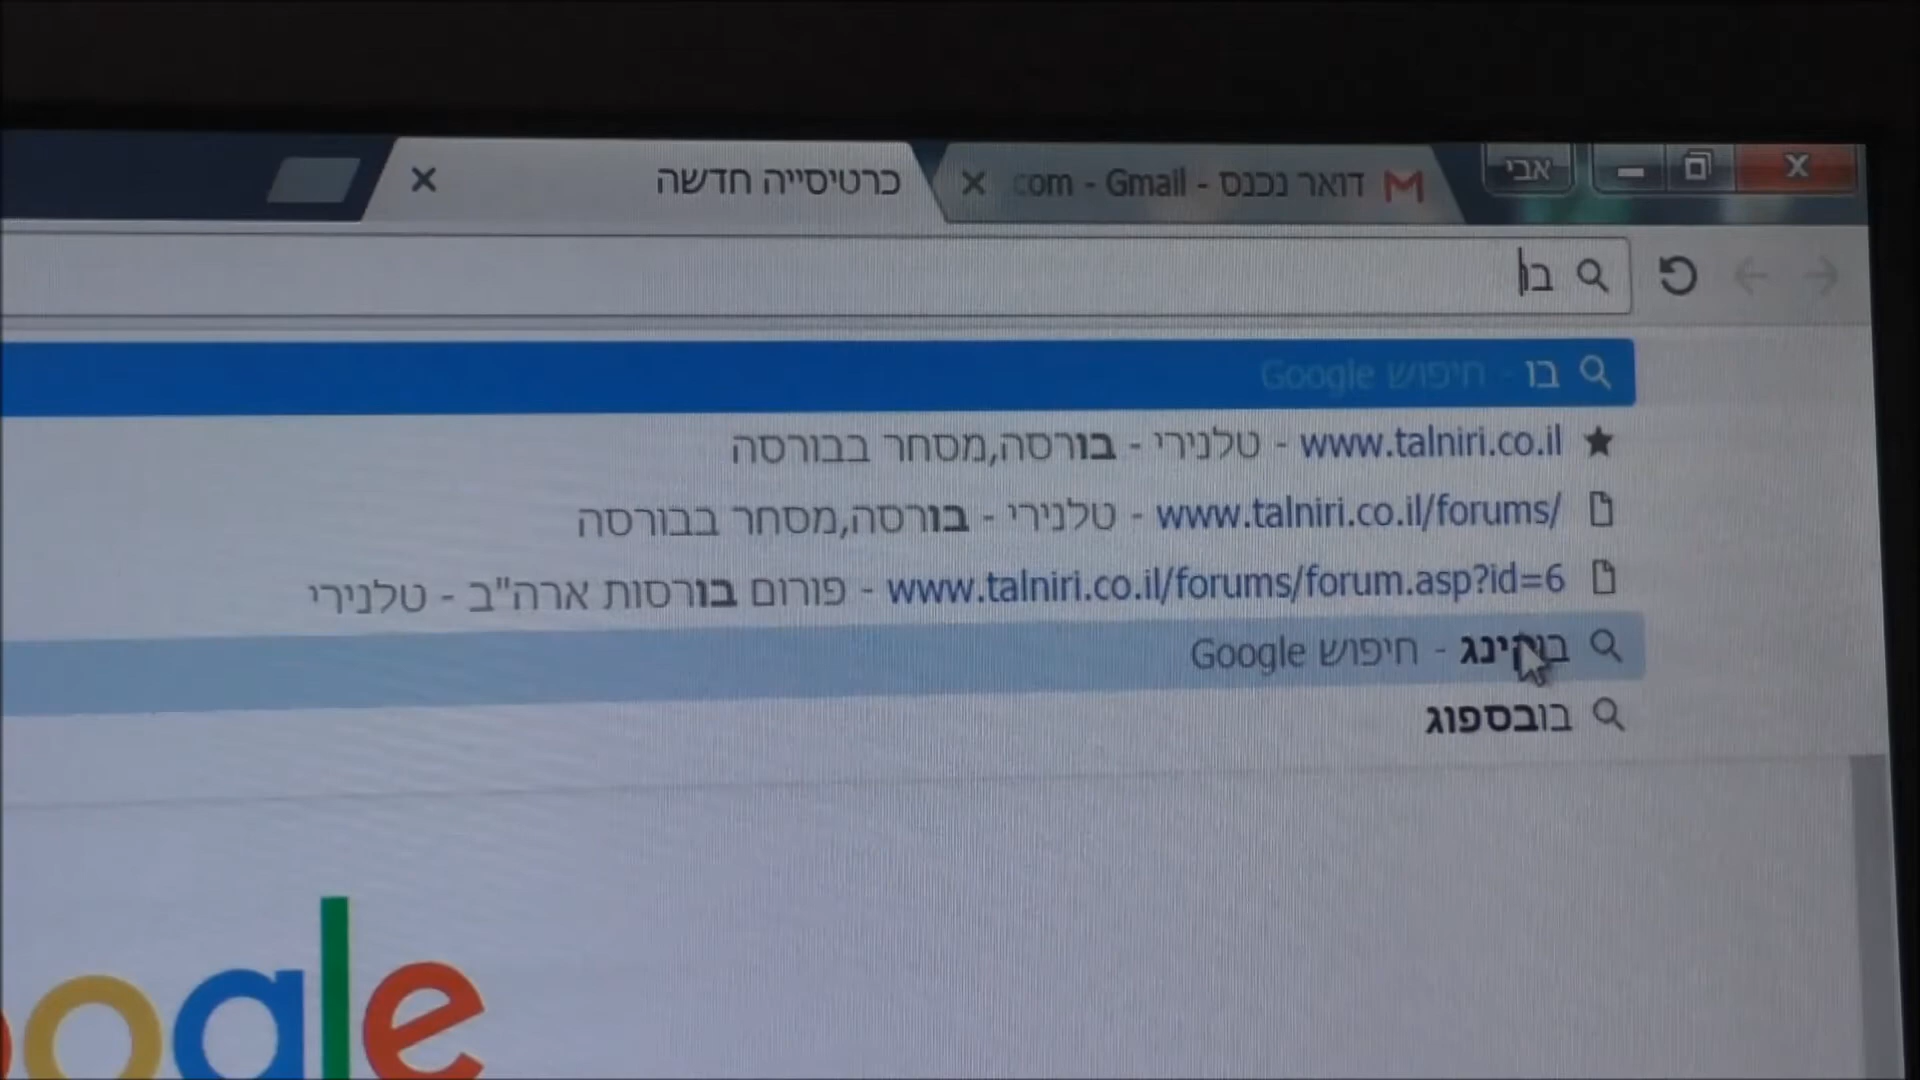 אבי
דואר נכנס - com - Gmail
כרטיסייה חדשה
בו
בו - חיפוש Google
www.talniri.co.il - טלנירי - בורסה,מסחר בבורסה
www.talniri.co.il/forums/ - טלנירי - בורסה,מסחר בבורסה
www.talniri.co.il/forums/forum.asp?id=6 - פורום בורסות ארה"ב - טלנירי
בוקינג - חיפוש Google
בובספוג
ogle